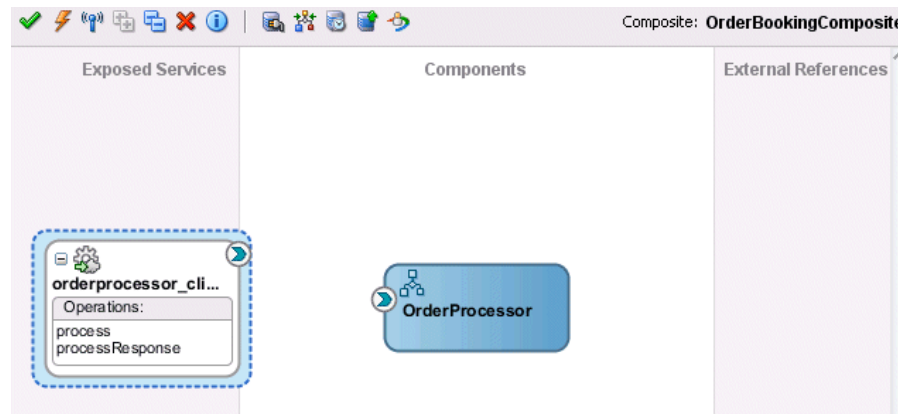 Composite: OrderBookingComposite
Exposed Services
Components
External References
orderprocessor_cli...
Operations:
process
processResponse
OrderProcessor